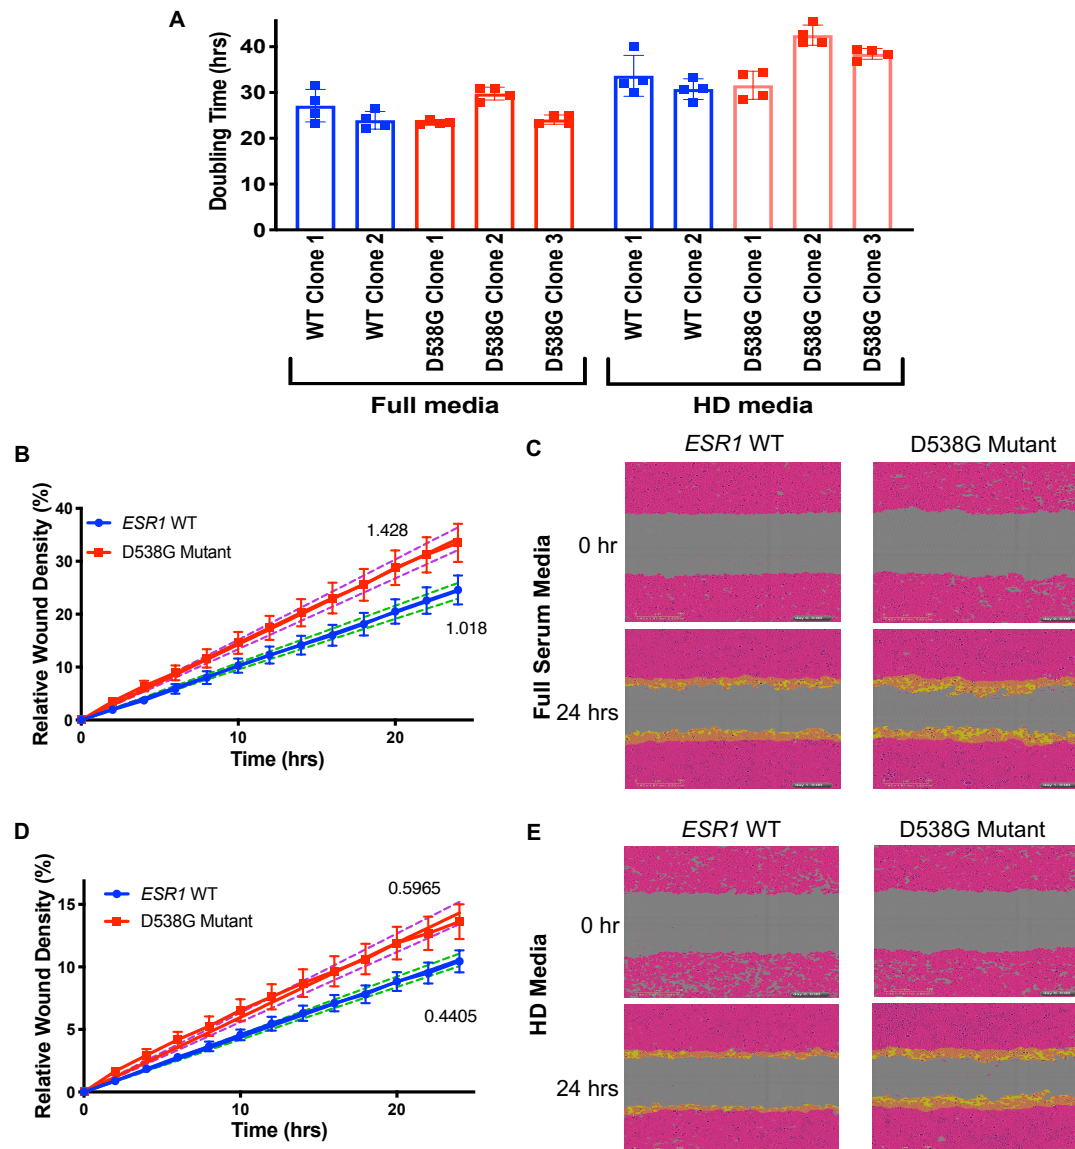 A
Doubling Time (hrs)
40
30
20
10
0
WT Clone 1
WT Clone 2
D538G Clone 1
D538G Clone 2
D538G Clone 3
WT Clone 1
WT Clone 2
D538G Clone 1
D538G Clone 2
D538G Clone 3
Full media
HD media
B
Relative Wound Density (%)
40
30
20
10
0
0
10
20
Time (hrs)
ESR1 WT
D538G Mutant
1.428
1.018
C
ESR1 WT
D538G Mutant
Full Serum Media
0 hr
24 hrs
D
Relative Wound Density (%)
15
10
5
0
0
10
20
Time (hrs)
ESR1 WT
D538G Mutant
0.5965
0.4405
E
ESR1 WT
D538G Mutant
HD Media
0 hr
24 hrs